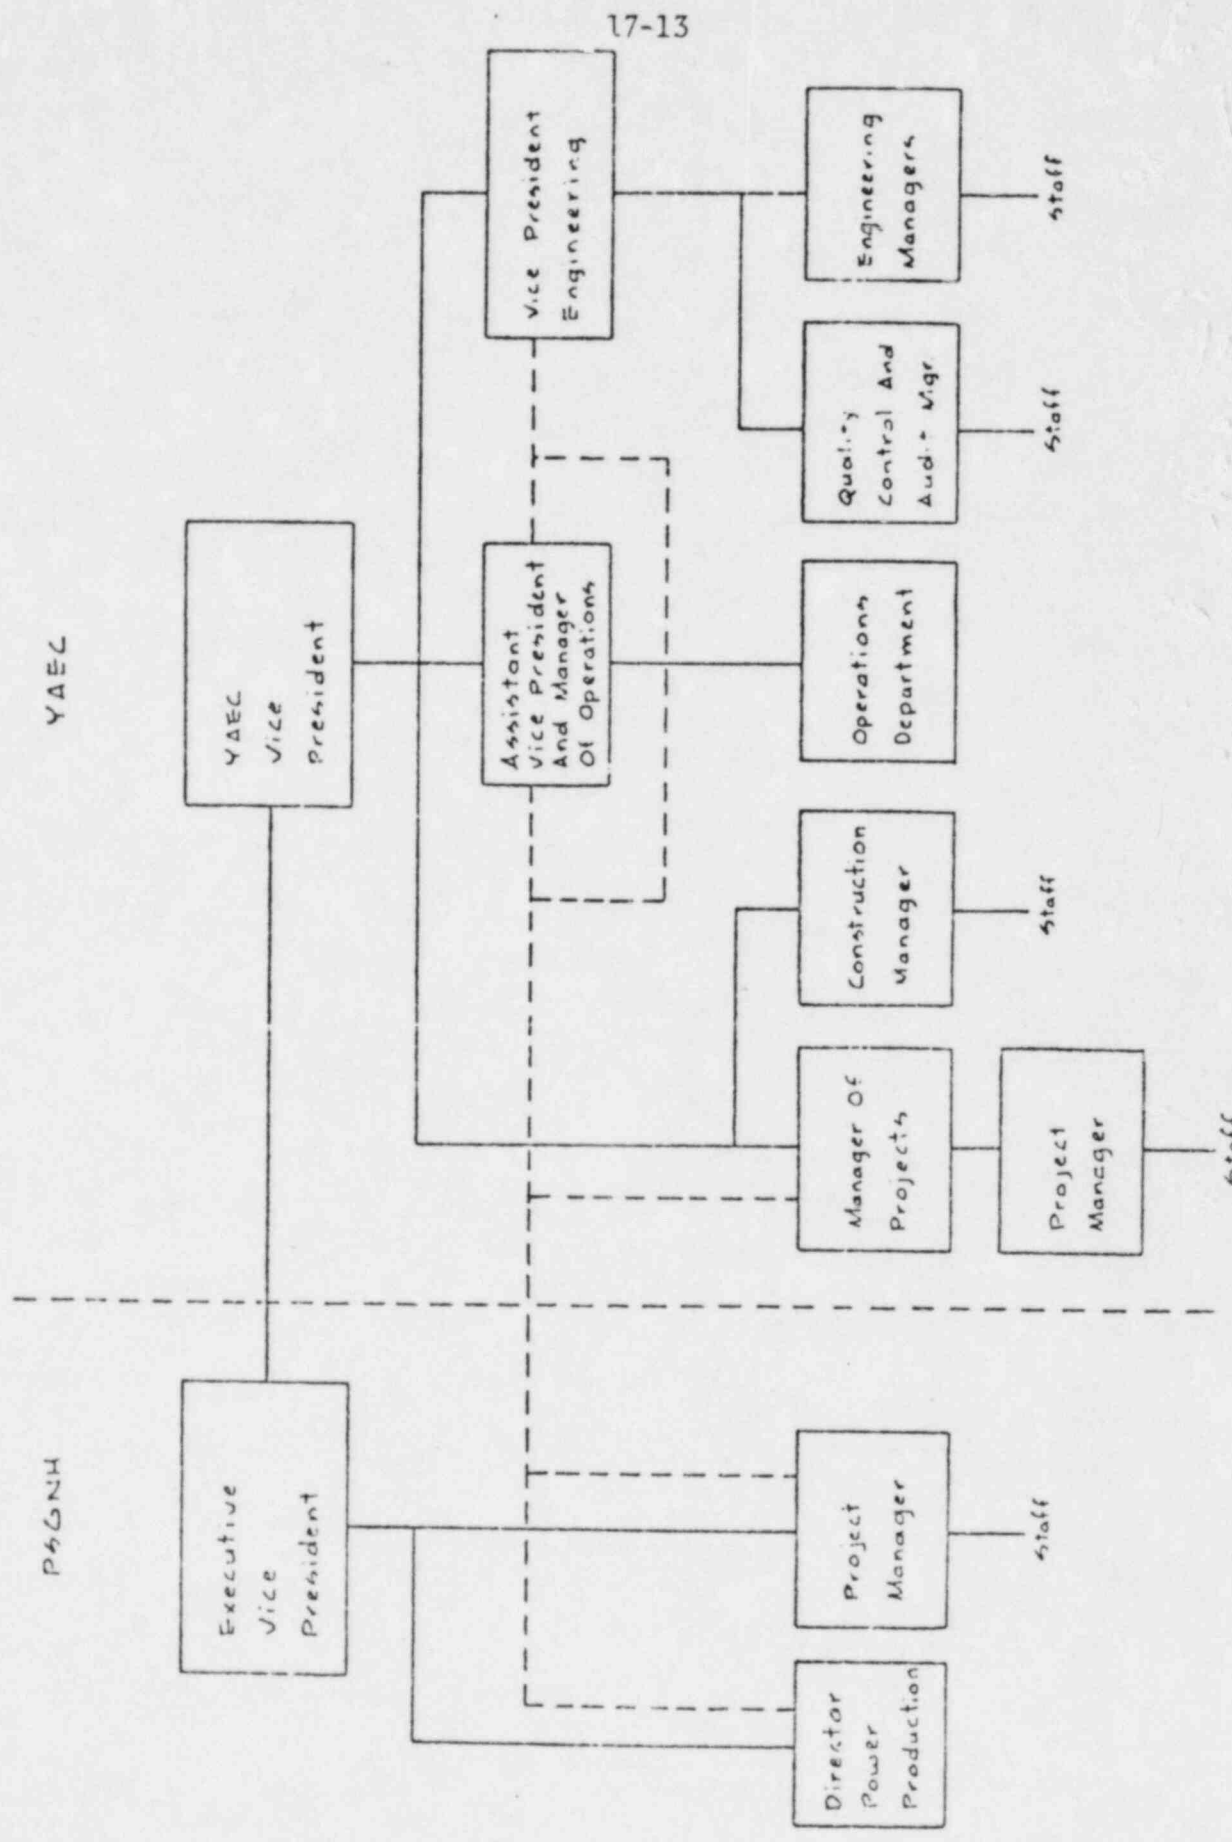 17-13
PSGNH
YAEC
Executive
Vice
President
YAEC
Vice
President
Assistant
Vice President
And Manager
Of Operations
Vice President
Engineering
Director
Power
Production
Project
Manager
Staff
Manager Of
Projects
Project
Manager
Staff
Construction
Manager
Staff
Operations
Department
Quality
Control And
Audit Mgr.
Staff
Engineering
Managers
Staff